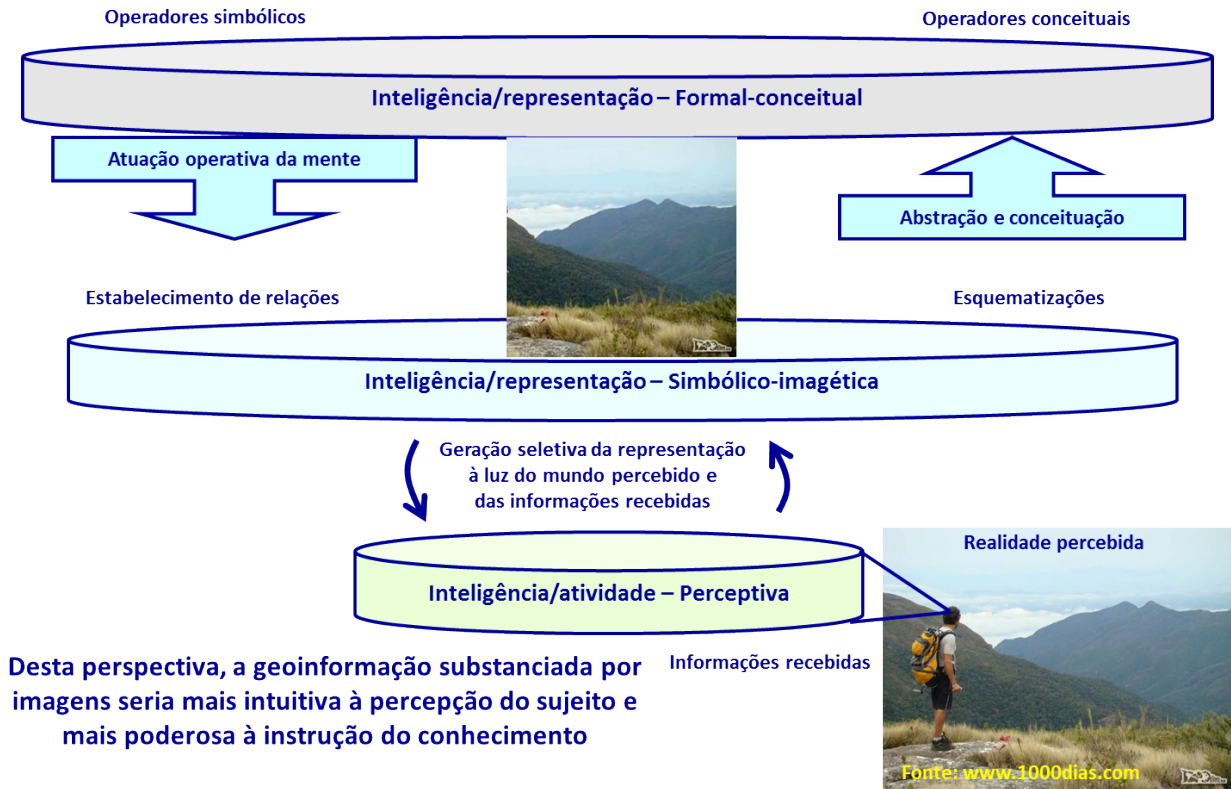 Operadores simbólicos
Operadores conceituais
Inteligência/representação – Formal-conceitual
Atuação operativa da mente
Abstração e conceituação
Estabelecimento de relações
Esquematizações
Inteligência/representação – Simbólico-imagética
Geração seletiva da representação
à luz do mundo percebido e
das informações recebidas
Realidade percebida
Inteligência/atividade – Perceptiva
Informações recebidas
Desta perspectiva, a geoinformação substanciada por
imagens seria mais intuitiva à percepção do sujeito e
mais poderosa à instrução do conhecimento
Fonte: www.1000dias.com